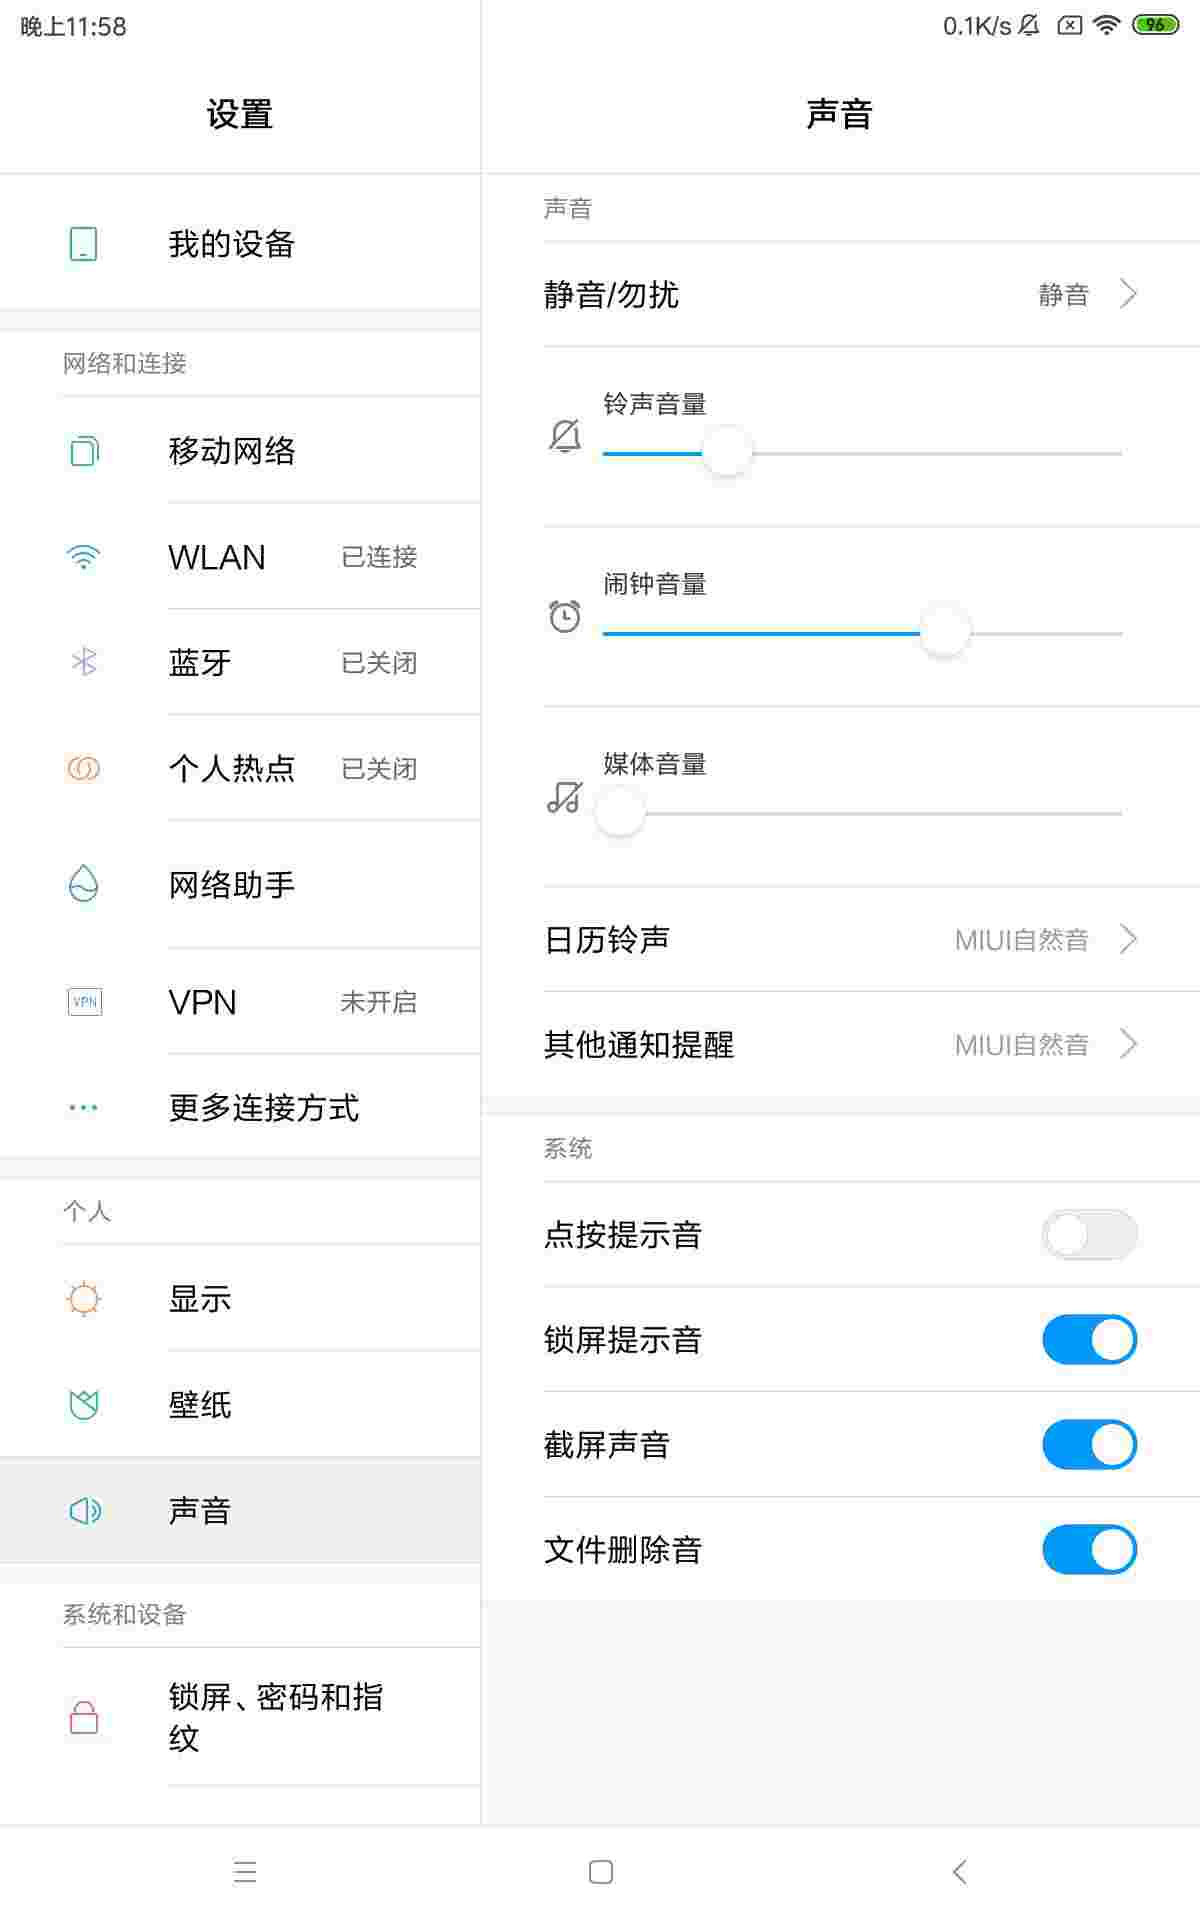 晚上11:58
0.1K/s
96
设置
我的设备
网络和连接
移动网络
WLAN 已连接
蓝牙 已关闭
个人热点 已关闭
网络助手
VPN VPN 未开启
更多连接方式
个人
显示
壁纸
声音
系统和设备
锁屏、密码和指
纹
声音
声音
静音/勿扰 静音
铃声音量
闹钟音量
媒体音量
日历铃声 MIUI自然音
其他通知提醒 MIUI自然音
系统
点按提示音
锁屏提示音
截屏声音
文件删除音